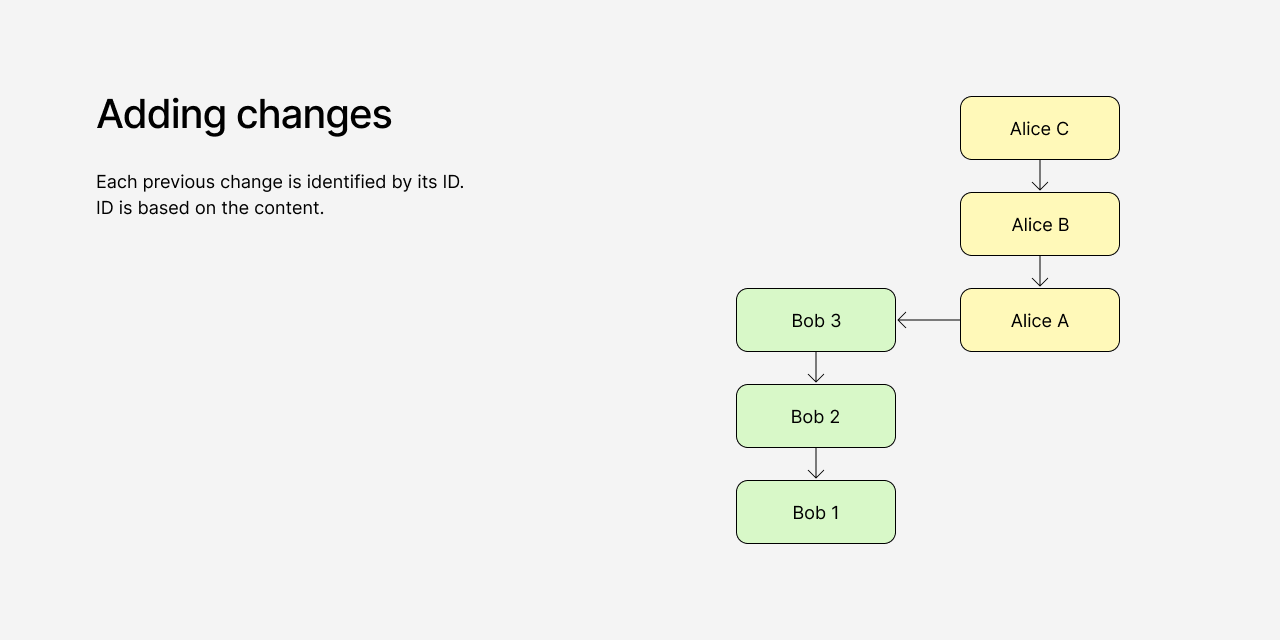 Adding changes
Each previous change is identified by its ID.
ID is based on the content.
Alice C
Alice B
Bob 3
Alice A
Bob 2
Bob 1